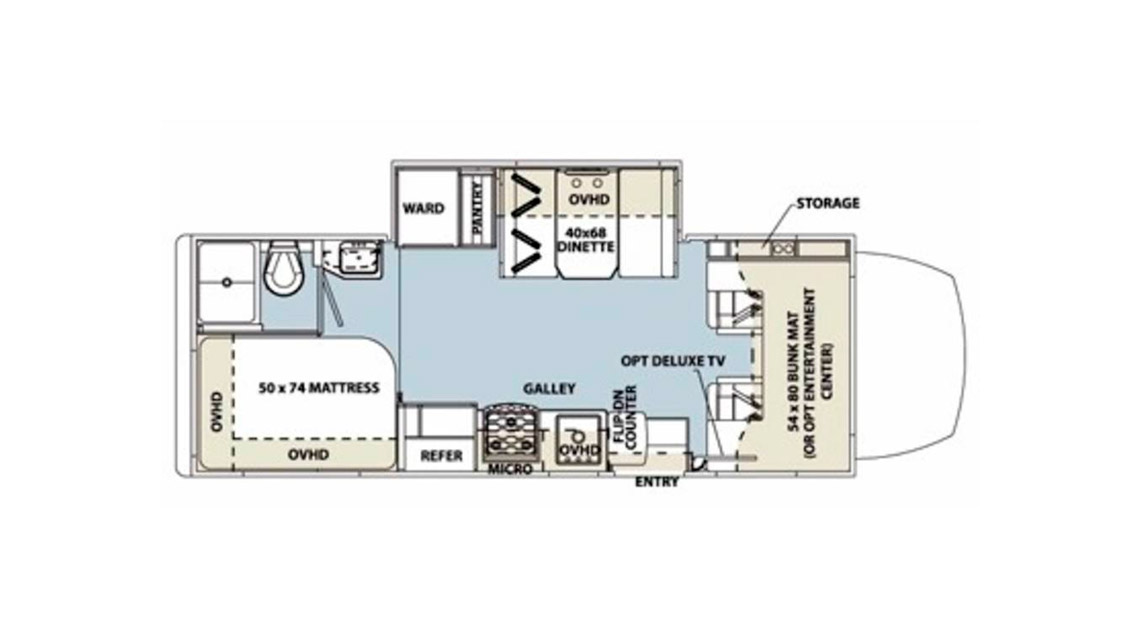 WARD
PANTRY
OVHD
40x68
DINETTE
STORAGE
54 x 80 BUNK MAT
(OR OPT ENTERTAINMENT
CENTER)
OPT DELUXE TV
50 x 74 MATTRESS
OVHD
OVHD
GALLEY
FLIP-DN
COUNTER
REFER
MICRO
OVHD
ENTRY